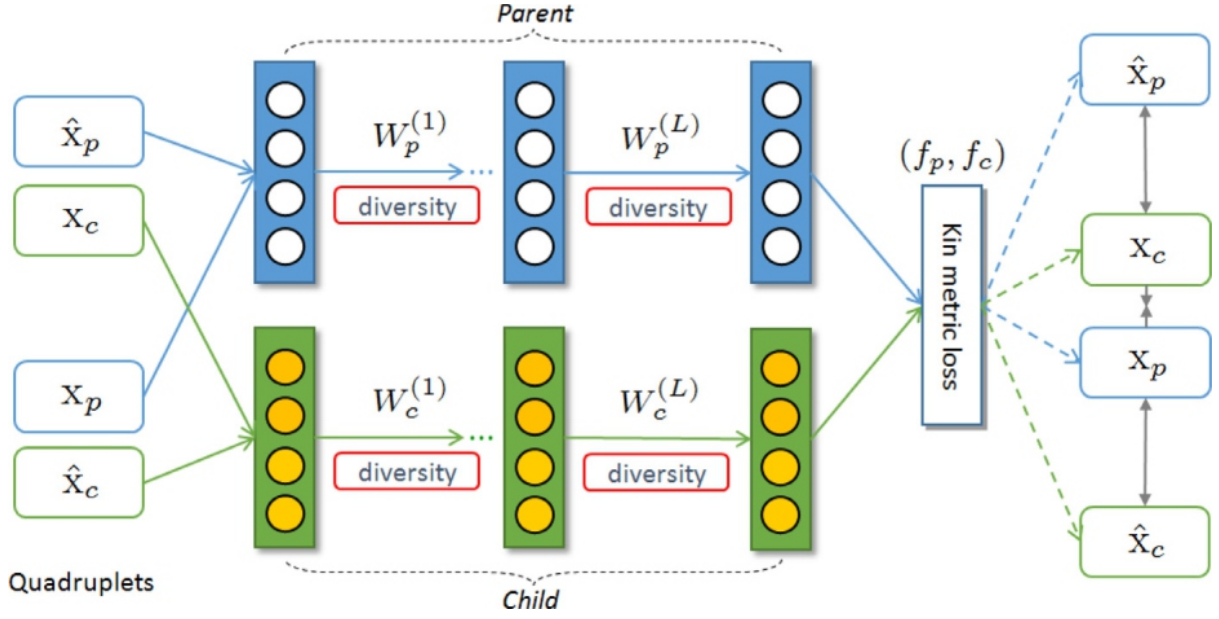 Parent
x̂_p
x_c
x_p
x̂_c
Quadruplets
W_p^{(1)}
...
W_p^{(L)}
diversity
diversity
W_c^{(1)}
...
W_c^{(L)}
diversity
diversity
Child
(f_p, f_c)
Kin metric loss
x̂_p
x_c
x_p
x̂_c